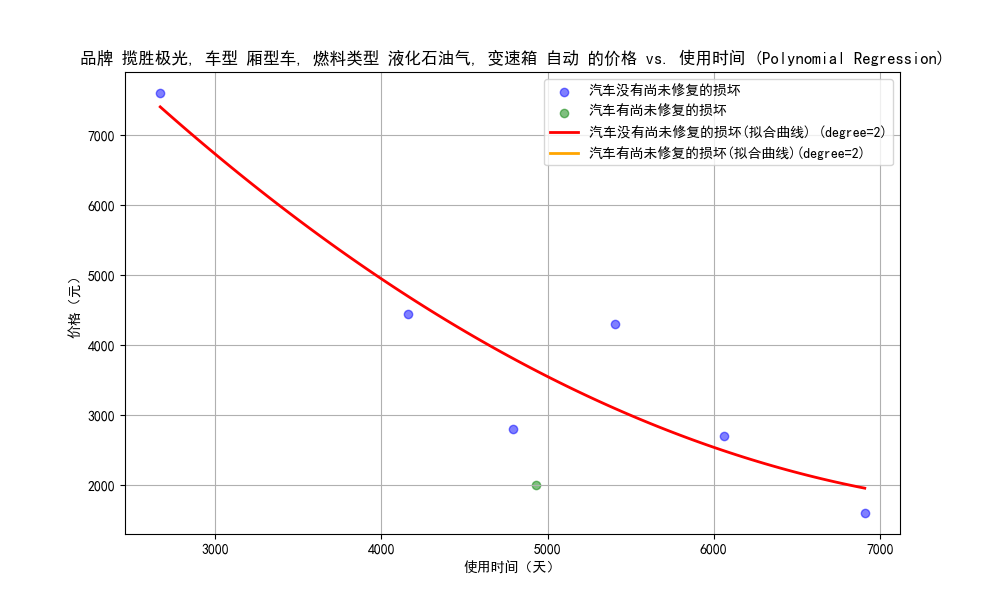 品牌 揽胜极光, 车型 厢型车, 燃料类型 液化石油气, 变速箱 自动 的价格 vs. 使用时间 (Polynomial Regression)
汽车没有尚未修复的损坏
汽车有尚未修复的损坏
汽车没有尚未修复的损坏(拟合曲线) (degree=2)
汽车有尚未修复的损坏(拟合曲线)(degree=2)
价格（元）
7000
6000
5000
4000
3000
2000
3000
4000
5000
6000
7000
使用时间（天）